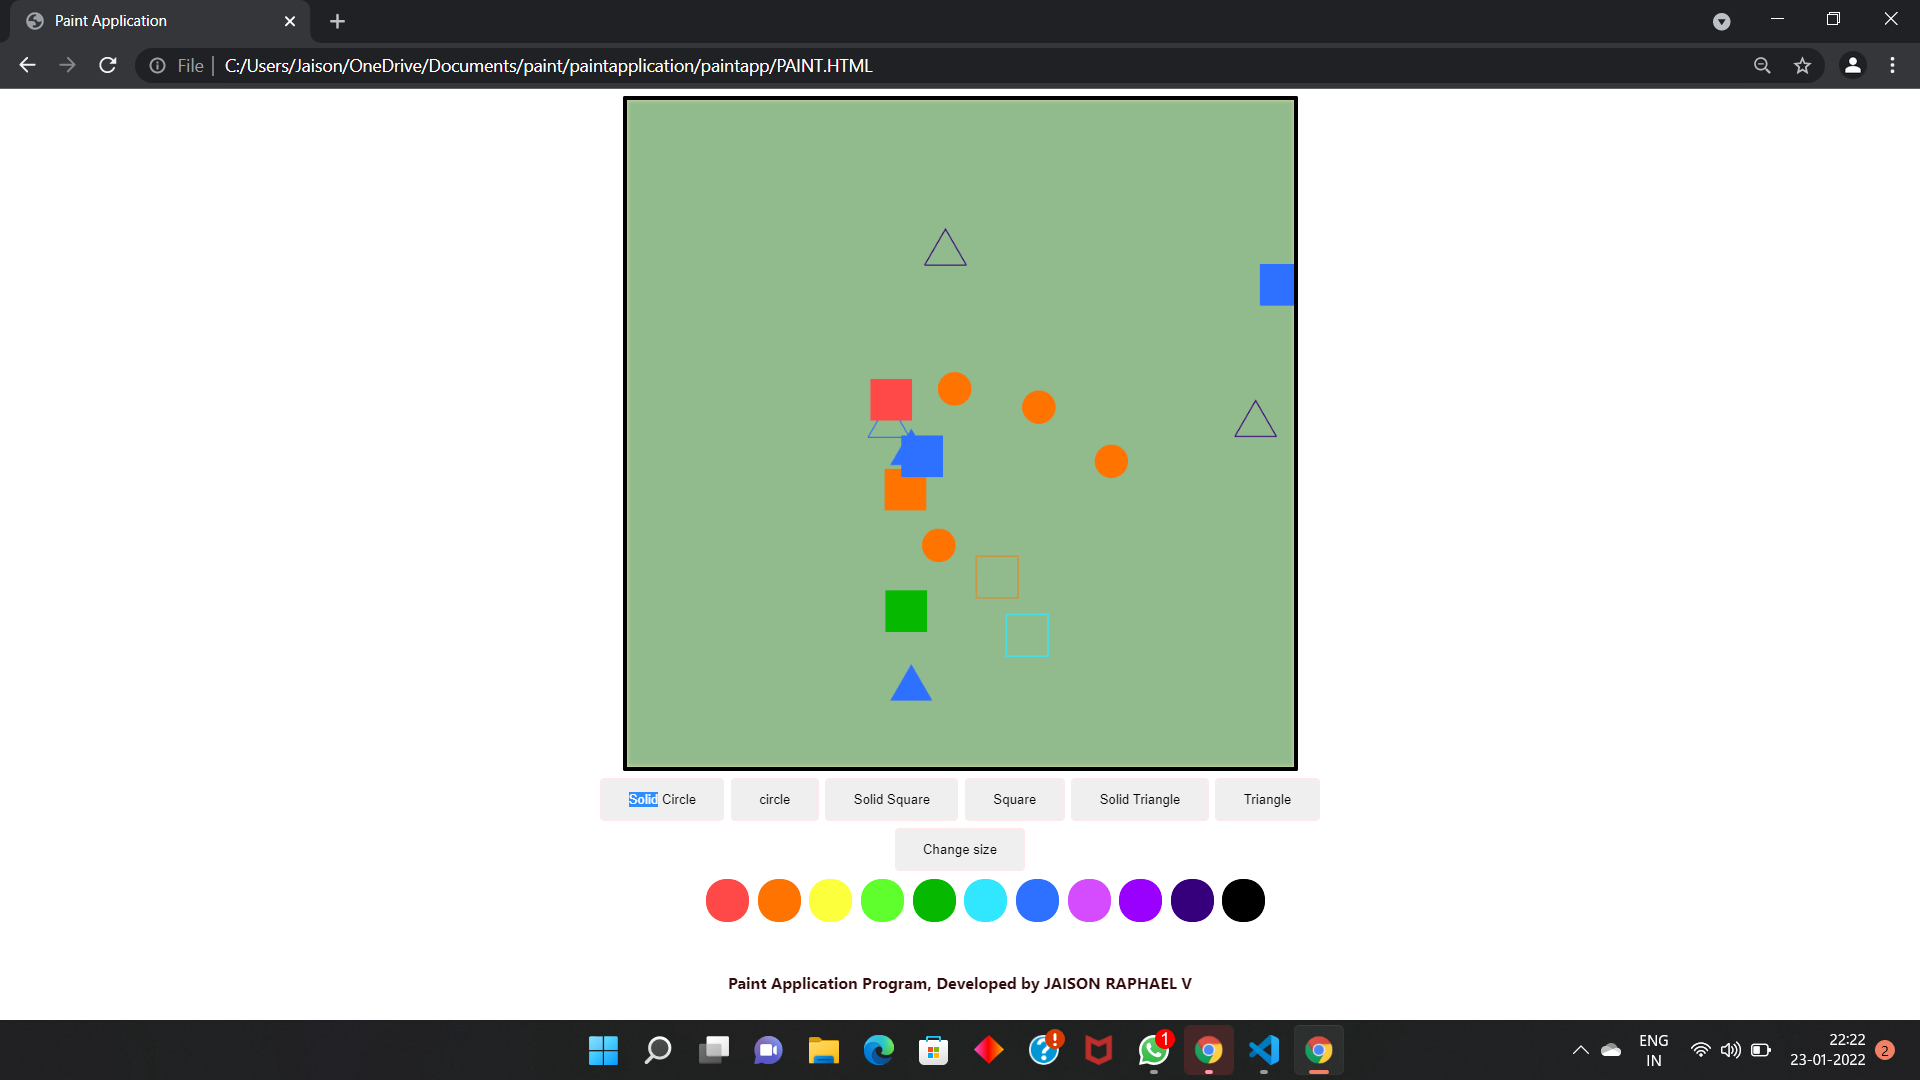 Paint Application
File
C:/Users/Jaison/OneDrive/Documents/paint/paintapplication/paintapp/PAINT.HTML
Solid Circle
circle
Solid Square
Square
Solid Triangle
Triangle
Change size
Paint Application Program, Developed by JAISON RAPHAEL V
1
ENG
IN
22:22
23-01-2022
2